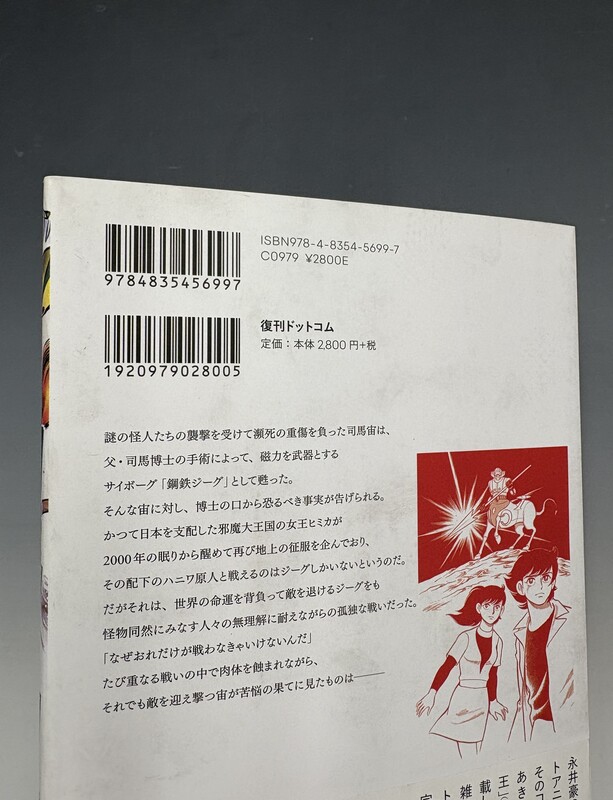 ISBN978-4-8354-5699-7
C0979 ¥2800E
9784835456997
復刊ドットコム
定価：本体2,800円+税
1920979028005
謎の怪人たちの襲撃を受けて瀕死の重傷を負った司馬宙は、
父・司馬博士の手術によって、磁力を武器とする
サイボーグ「鋼鉄ジーグ」として甦った。
そんな宙に対し、博士の口から恐るべき事実が告げられる。
かつて日本を支配した邪魔大王国の女王ヒミカが
2000年の眠りから醒めて再び地上の征服を企んでおり、
その配下のハニワ原人と戦えるのはジーグしかいないというのだ。
だがそれは、世界の命運を背負って敵を退けるジーグをも
怪物同然にみなす人々の無理解に耐えながらの孤独な戦いだった。
「なぜおれだけが戦わなきゃいけないんだ」
たび重なる戦いの中で肉体を蝕まれながら、
それでも敵を迎え撃つ宙が苦悩の果てに見たものは――
永井豪
トアニ
そのコ
あき
王」
載
雑